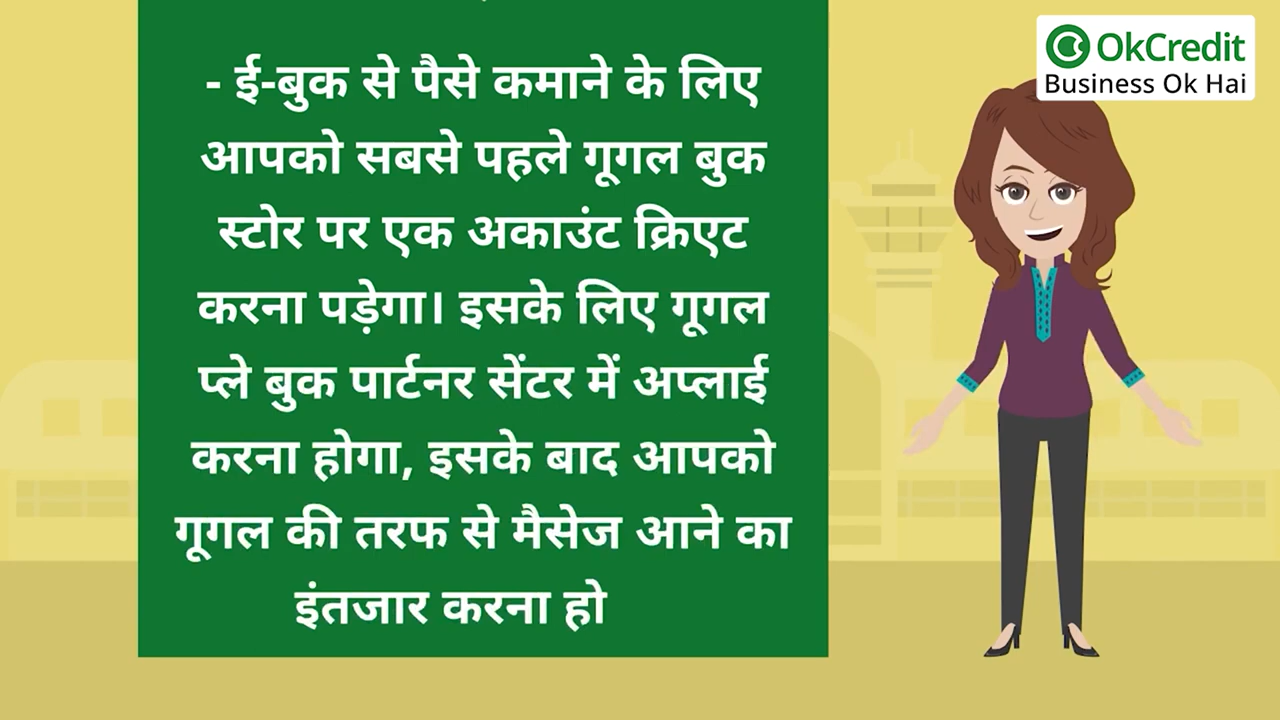 - ई-बुक से पैसे कमाने के लिए
आपको सबसे पहले गूगल बुक
स्टोर पर एक अकाउंट क्रिएट
करना पड़ेगा। इसके लिए गूगल
प्ले बुक पार्टनर सेंटर में अप्लाई
करना होगा, इसके बाद आपको
गूगल की तरफ से मैसेज आने का
इंतजार करना हो
OkCredit
Business Ok Hai